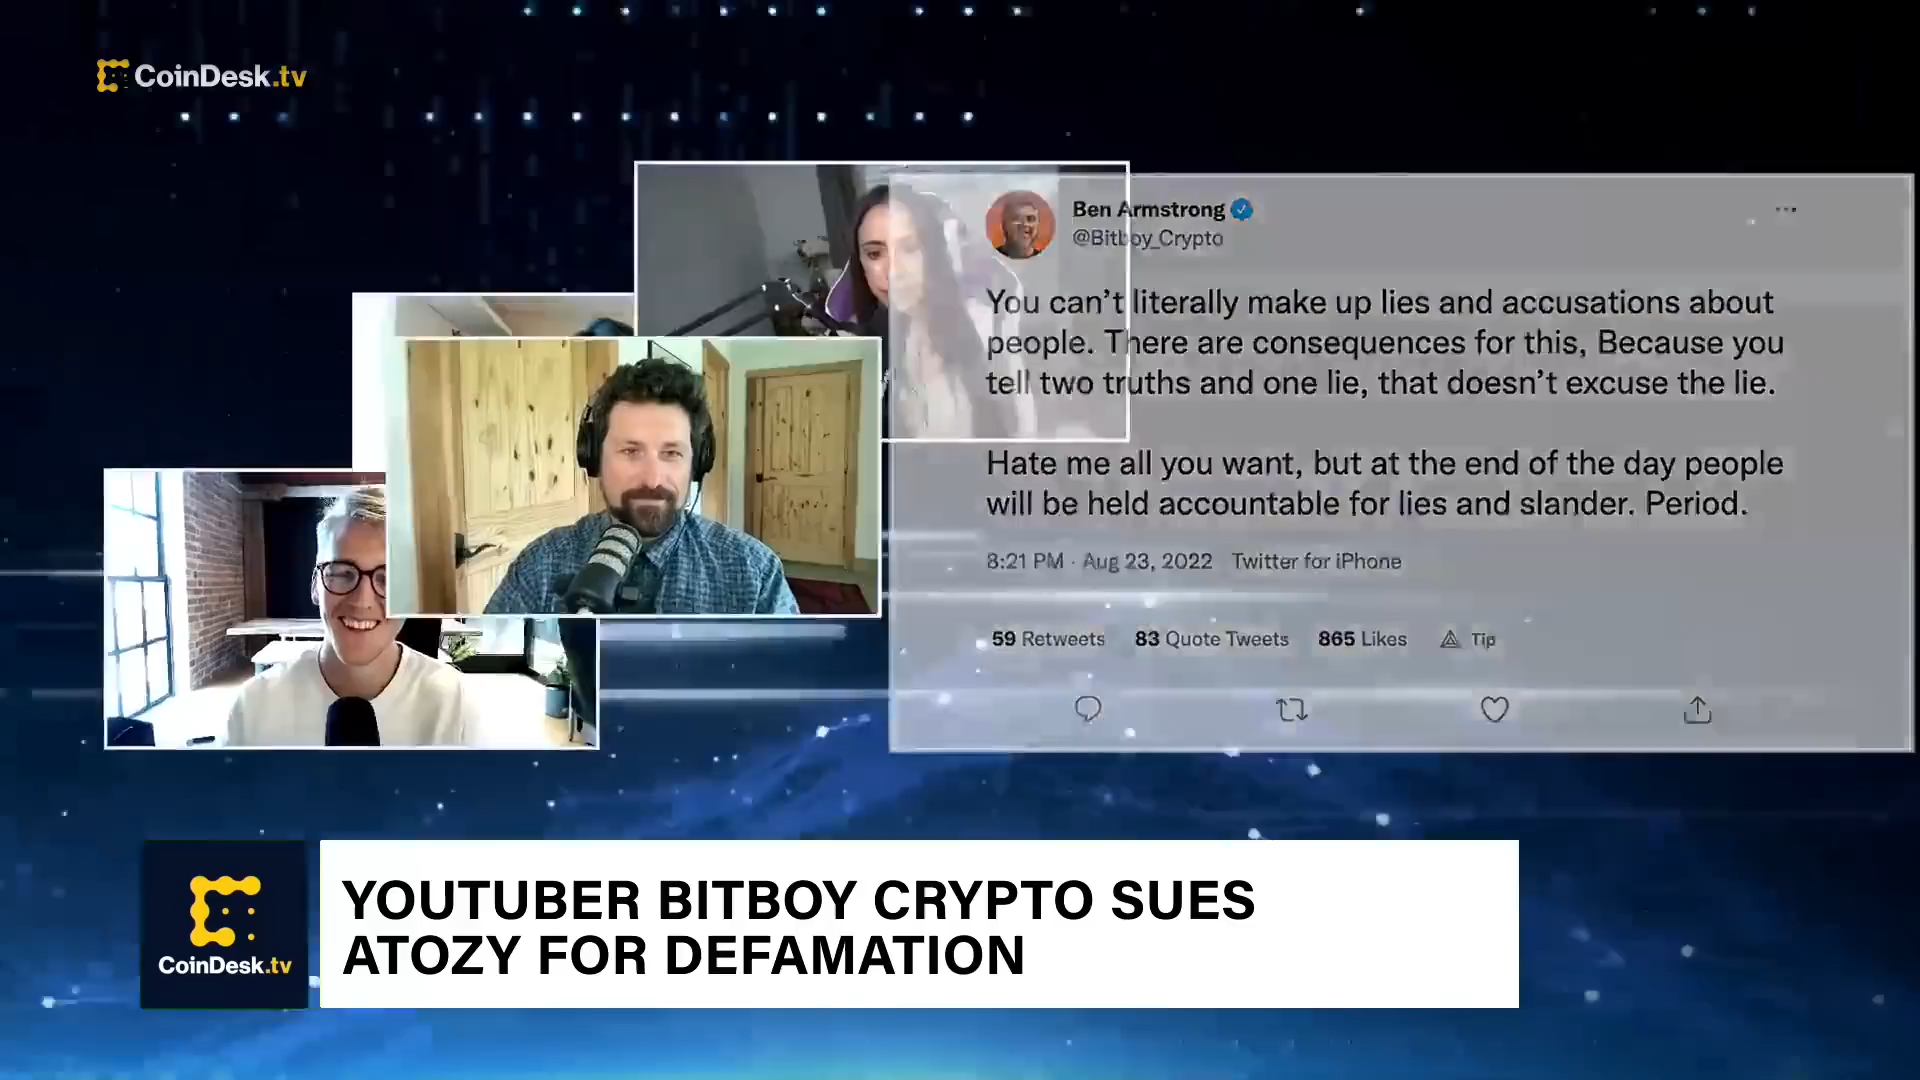 CoinDesk.tv
Ben Armstrong
@Bitboy_Crypto
You can't literally make up lies and accusations about
people. There are consequences for this, Because you
tell two truths and one lie, that doesn't excuse the lie.
Hate me all you want, but at the end of the day people
will be held accountable for lies and slander. Period.
8:21 PM · Aug 23, 2022 Twitter for iPhone
59 Retweets 83 Quote Tweets 865 Likes Tip
CoinDesk.tv
YOUTUBER BITBOY CRYPTO SUES
ATOZY FOR DEFAMATION